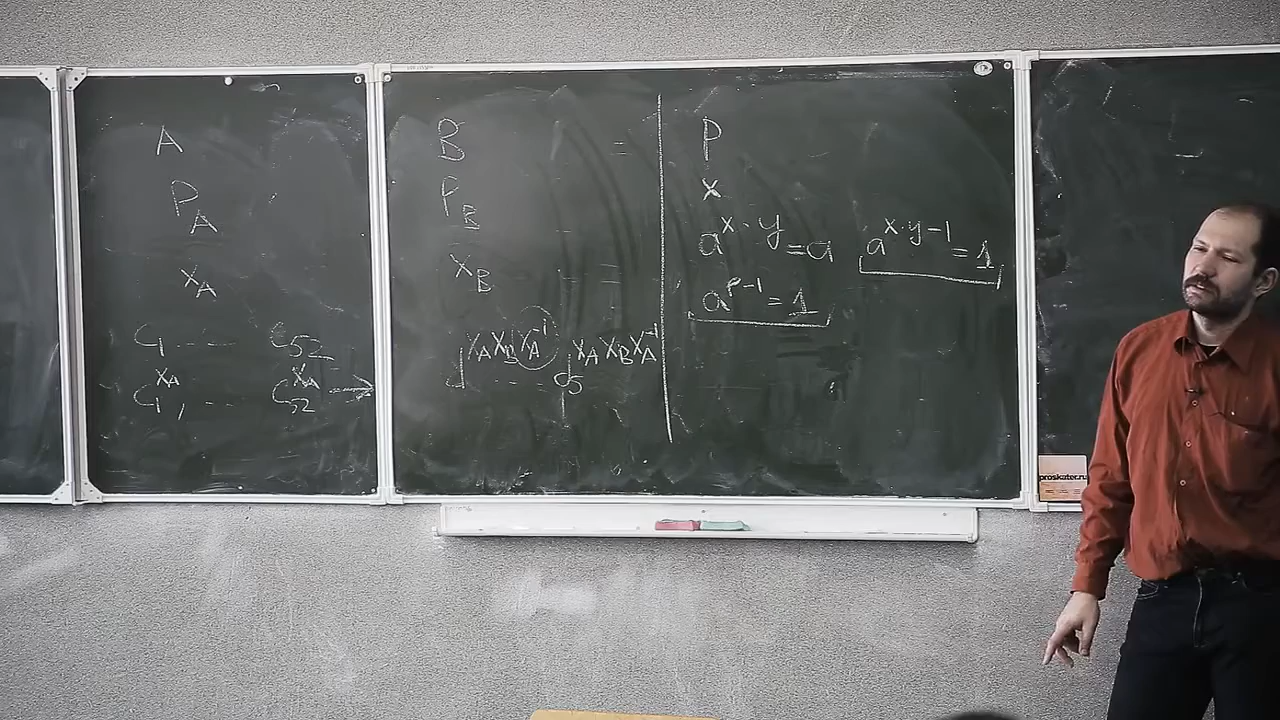 A
P_A
x_A
C_1 --- C_52
C_1^{x_A}, --- C_52^{x_A} →
B
P_B
x_B
d^{x_A x_B x_A^{-1}} --- d^{x_A x_B x_A^{-1}}
P
x
a^{x·y}=a a^{x·y-1}=1
a^{p-1}=1
proskater.ru